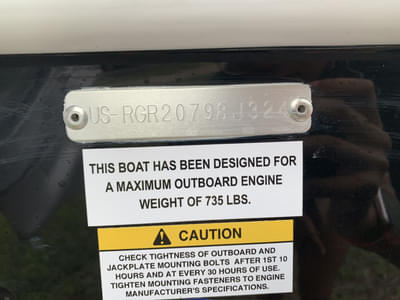 US-RGR20798J324
THIS BOAT HAS BEEN DESIGNED FOR
A MAXIMUM OUTBOARD ENGINE
WEIGHT OF 735 LBS.
CAUTION
CHECK TIGHTNESS OF OUTBOARD AND
JACKPLATE MOUNTING BOLTS AFTER 1ST 10
HOURS AND AT EVERY 30 HOURS OF USE.
TIGHTEN MOUNTING FASTENERS TO ENGINE
MANUFACTURER'S SPECIFICATIONS.